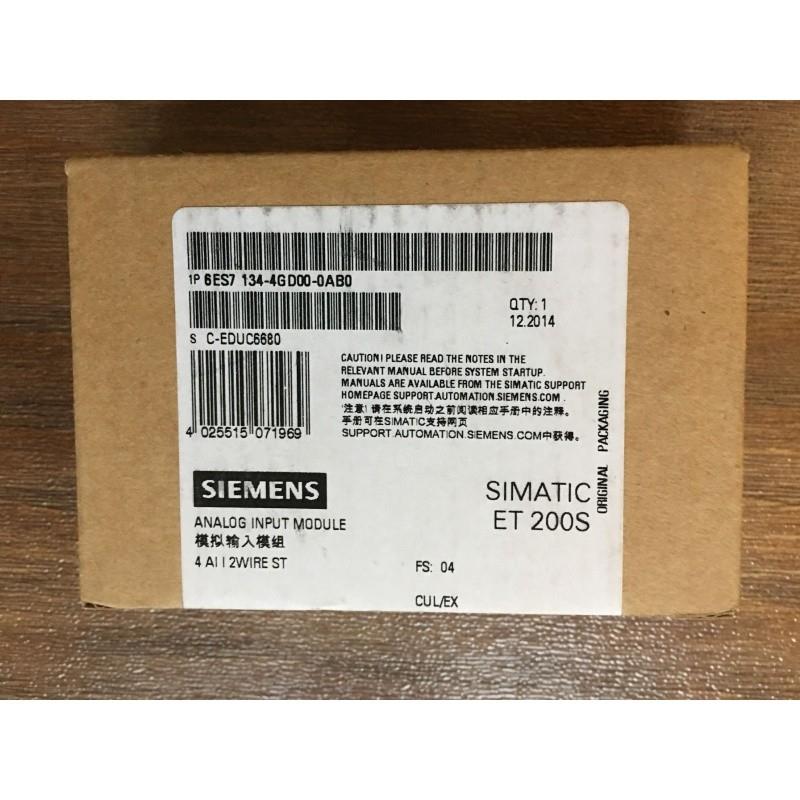 1P 6ES7 134-4GD00-0AB0
QTY: 1
12.2014
S C-EDUC6680
CAUTION! PLEASE READ THE NOTES IN THE
RELEVANT MANUAL BEFORE SYSTEM STARTUP.
MANUALS ARE AVAILABLE FROM THE SIMATIC SUPPORT
HOMEPAGE SUPPORT.AUTOMATION.SIEMENS.COM.
'注意! 请在系统启动之前阅读相应手册中的注释。
手册可在SIMATIC支持网页
SUPPORT.AUTOMATION.SIEMENS.COM中获得。
4 025515 071969
ORIGINAL PACKAGING
SIEMENS
SIMATIC
ET 200S
ANALOG INPUT MODULE
模拟输入模组
4 AI I 2WIRE ST
FS: 04
CUL/EX